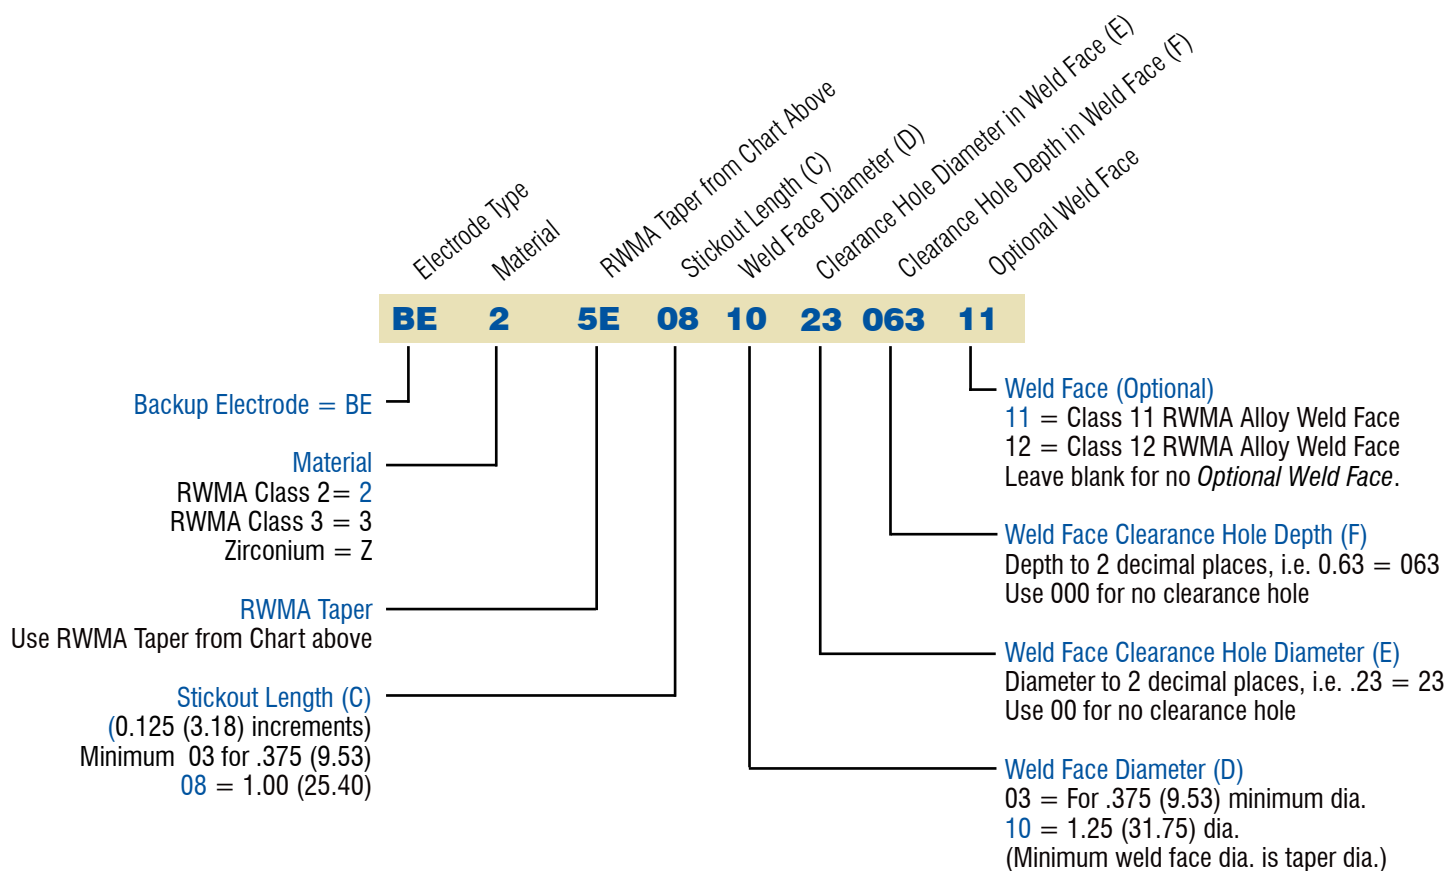 Electrode Type
Material
RWMA Taper from Chart Above
Stickout Length (C)
Weld Face Diameter (D)
Clearance Hole Diameter in Weld Face (E)
Clearance Hole Depth in Weld Face (F)
Optional Weld Face
BE 2 5E 08 10 23 063 11
Backup Electrode = BE
Material
RWMA Class 2= 2
RWMA Class 3 = 3
Zirconium = Z
RWMA Taper
Use RWMA Taper from Chart above
Stickout Length (C)
(0.125 (3.18) increments)
Minimum 03 for .375 (9.53)
08 = 1.00 (25.40)
Weld Face (Optional)
11 = Class 11 RWMA Alloy Weld Face
12 = Class 12 RWMA Alloy Weld Face
Leave blank for no Optional Weld Face.
Weld Face Clearance Hole Depth (F)
Depth to 2 decimal places, i.e. 0.63 = 063
Use 000 for no clearance hole
Weld Face Clearance Hole Diameter (E)
Diameter to 2 decimal places, i.e. .23 = 23
Use 00 for no clearance hole
Weld Face Diameter (D)
03 = For .375 (9.53) minimum dia.
10 = 1.25 (31.75) dia.
(Minimum weld face dia. is taper dia.)